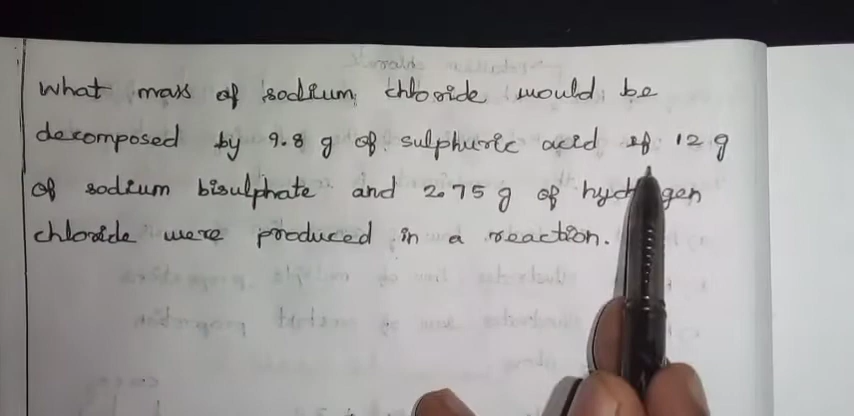 What mass of sodium chloride would be
decomposed by 9.8 g of sulphuric acid if 12 g
of sodium bisulphate and 2.75 g of hydrogen
chloride were produced in a reaction.